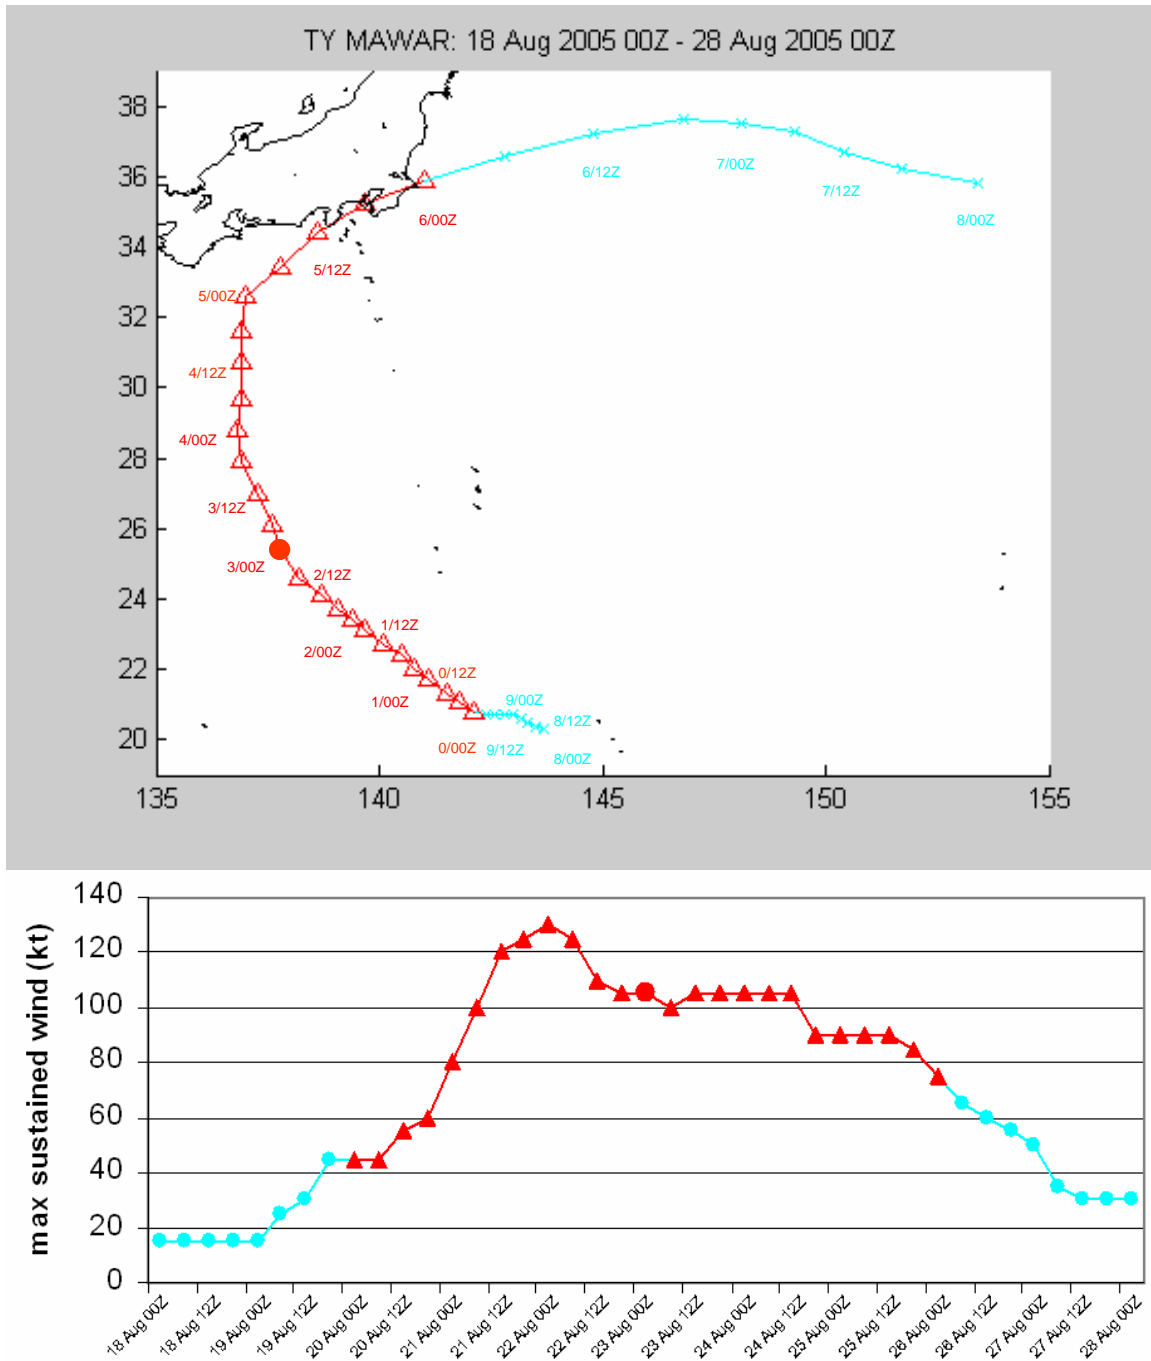 TY MAWAR: 18 Aug 2005 00Z - 28 Aug 2005 00Z
38
36
34
32
30
28
26
24
22
20
135
140
145
150
155
6/12Z
7/00Z
7/12Z
8/00Z
6/00Z
5/12Z
5/00Z
4/12Z
4/00Z
3/12Z
3/00Z
2/12Z
1/12Z
2/00Z
0/12Z
1/00Z
9/00Z
8/12Z
0/00Z
9/12Z
8/00Z
max sustained wind (kt)
140
120
100
80
60
40
20
0
18 Aug 00Z
18 Aug 12Z
19 Aug 00Z
19 Aug 12Z
20 Aug 00Z
20 Aug 12Z
21 Aug 00Z
21 Aug 12Z
22 Aug 00Z
22 Aug 12Z
23 Aug 00Z
23 Aug 12Z
24 Aug 00Z
24 Aug 12Z
25 Aug 00Z
25 Aug 12Z
26 Aug 00Z
26 Aug 12Z
27 Aug 00Z
27 Aug 12Z
28 Aug 00Z